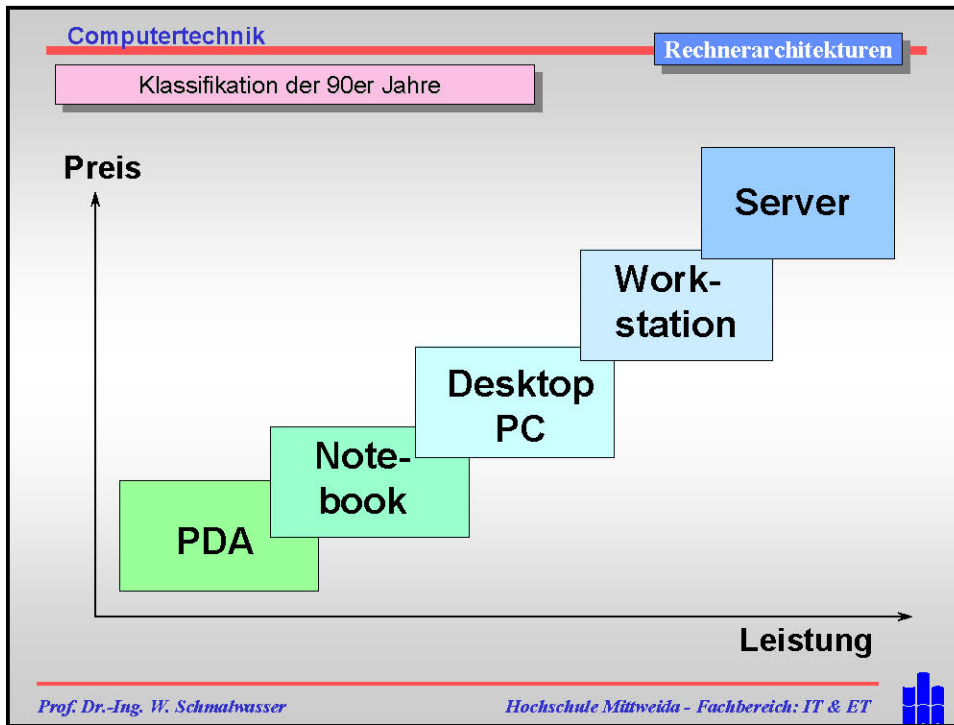 Computertechnik
Rechnerarchitekturen
Klassifikation der 90er Jahre
Preis
Server
Work-
station
Desktop
PC
Note-
book
PDA
Leistung
Prof. Dr.-Ing. W. Schmalwasser
Hochschule Mittweida - Fachbereich: IT & ET